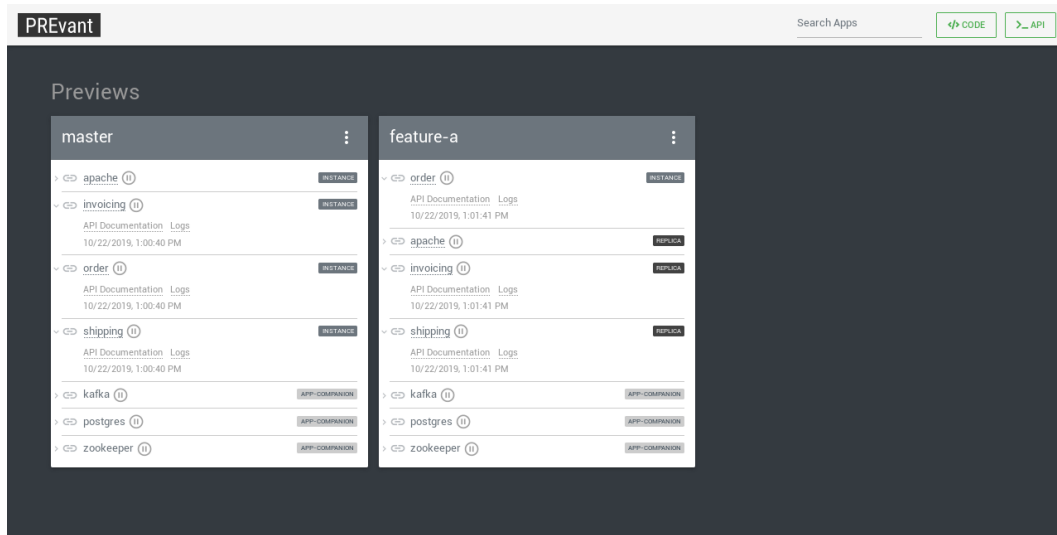 PREvant
Search Apps
</> CODE
>_ API
Previews
master
apache INSTANCE
invoicing INSTANCE
API Documentation Logs
10/22/2019, 1:00:40 PM
order INSTANCE
API Documentation Logs
10/22/2019, 1:00:40 PM
shipping INSTANCE
API Documentation Logs
10/22/2019, 1:00:40 PM
kafka APP-COMPANION
postgres APP-COMPANION
zookeeper APP-COMPANION
feature-a
order INSTANCE
API Documentation Logs
10/22/2019, 1:01:41 PM
apache REPLICA
invoicing REPLICA
API Documentation Logs
10/22/2019, 1:01:41 PM
shipping REPLICA
API Documentation Logs
10/22/2019, 1:01:41 PM
kafka APP-COMPANION
postgres APP-COMPANION
zookeeper APP-COMPANION